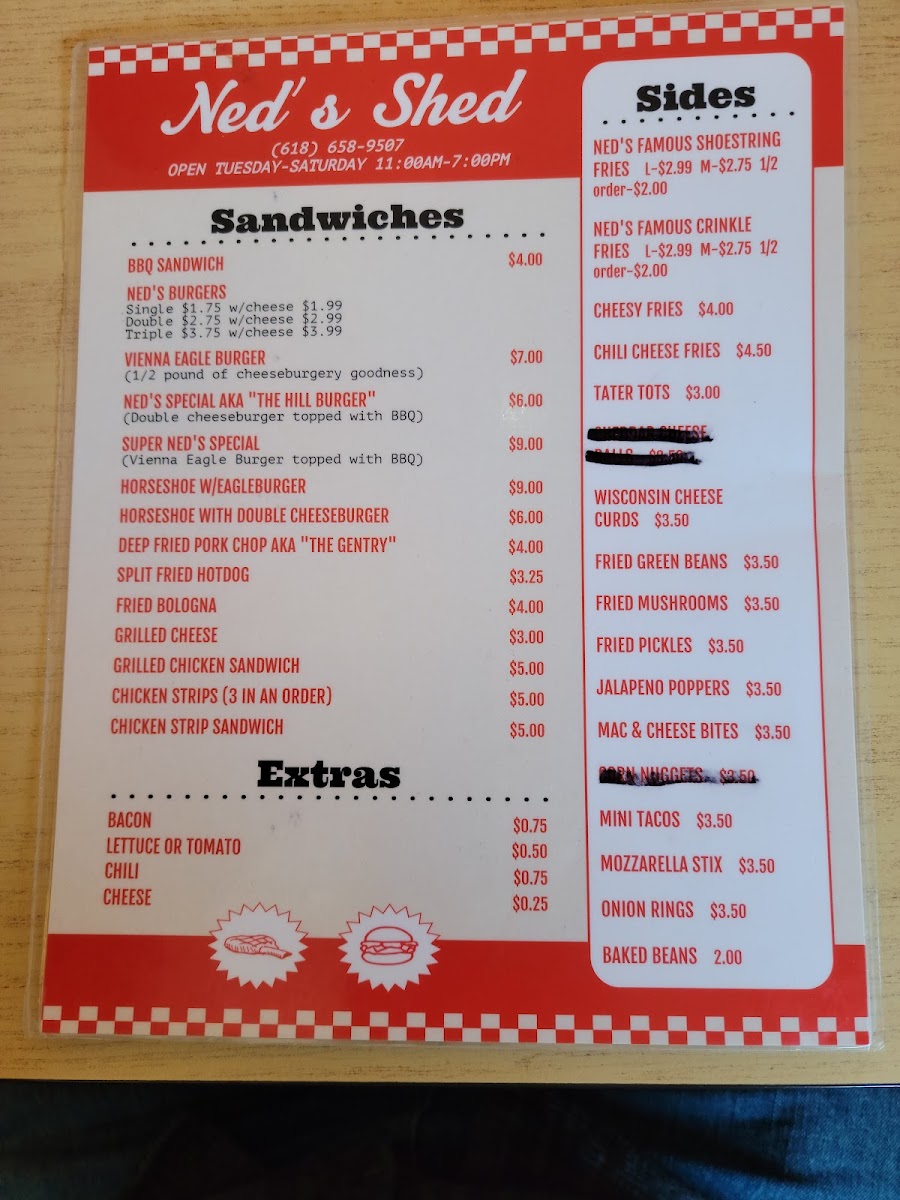 Ned's Shed
(618) 658-9507
OPEN TUESDAY-SATURDAY 11:00AM-7:00PM
Sandwiches
BBQ SANDWICH $4.00
NED'S BURGERS
Single $1.75 w/cheese $1.99
Double $2.75 w/cheese $2.99
Triple $3.75 w/cheese $3.99
VIENNA EAGLE BURGER $7.00
(1/2 pound of cheeseburgery goodness)
NED'S SPECIAL AKA "THE HILL BURGER" $6.00
(Double cheeseburger topped with BBQ)
SUPER NED'S SPECIAL $9.00
(Vienna Eagle Burger topped with BBQ)
HORSESHOE W/EAGLEBURGER $9.00
HORSESHOE WITH DOUBLE CHEESEBURGER $6.00
DEEP FRIED PORK CHOP AKA "THE GENTRY" $4.00
SPLIT FRIED HOTDOG $3.25
FRIED BOLOGNA $4.00
GRILLED CHEESE $3.00
GRILLED CHICKEN SANDWICH $5.00
CHICKEN STRIPS (3 IN AN ORDER) $5.00
CHICKEN STRIP SANDWICH $5.00
Extras
BACON $0.75
LETTUCE OR TOMATO $0.50
CHILI $0.75
CHEESE $0.25
Sides
NED'S FAMOUS SHOESTRING
FRIES L-$2.99 M-$2.75 1/2
order-$2.00
NED'S FAMOUS CRINKLE
FRIES L-$2.99 M-$2.75 1/2
order-$2.00
CHEESY FRIES $4.00
CHILI CHEESE FRIES $4.50
TATER TOTS $3.00
CHEESE
WISCONSIN CHEESE
CURDS $3.50
FRIED GREEN BEANS $3.50
FRIED MUSHROOMS $3.50
FRIED PICKLES $3.50
JALAPENO POPPERS $3.50
MAC & CHEESE BITES $3.50
CORN NUGGETS $3.50
MINI TACOS $3.50
MOZZARELLA STIX $3.50
ONION RINGS $3.50
BAKED BEANS 2.00